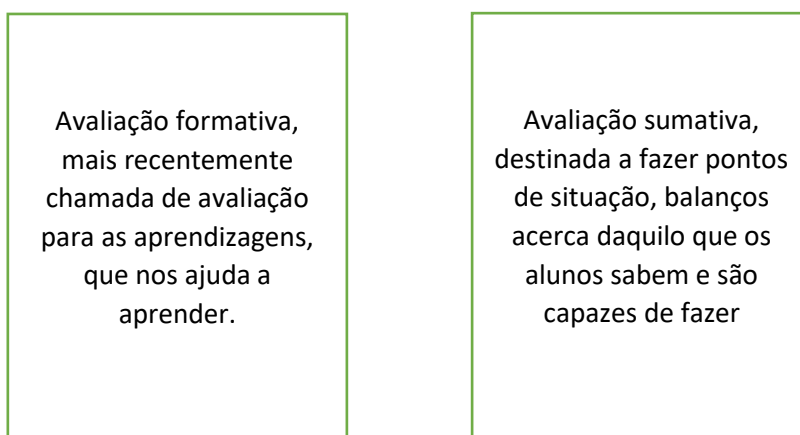 Avaliação formativa,
mais recentemente
chamada de avaliação
para as aprendizagens,
que nos ajuda a
aprender.
Avaliação sumativa,
destinada a fazer pontos
de situação, balanços
acerca daquilo que os
alunos sabem e são
capazes de fazer